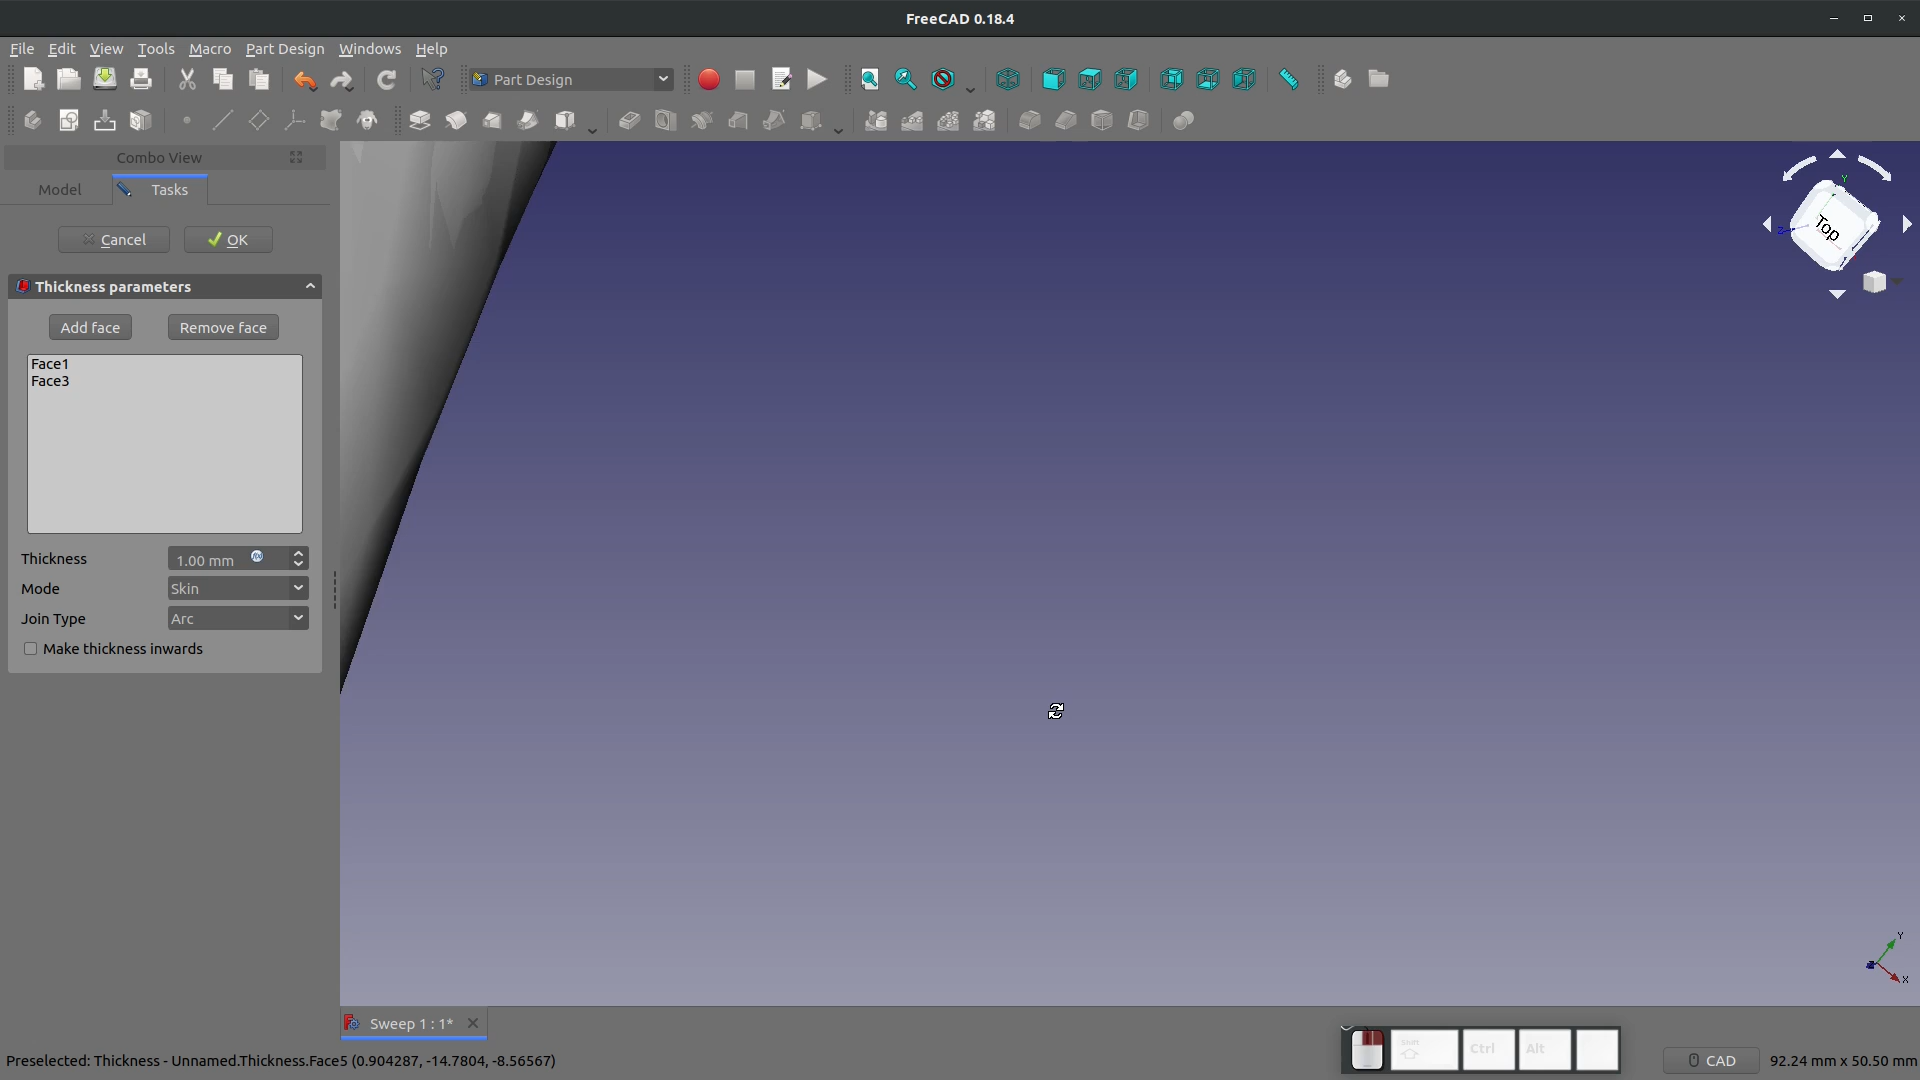 FreeCAD 0.18.4
File Edit View Tools Macro Part Design Windows Help
Part Design
Combo View
Model Tasks
Cancel OK
Thickness parameters
Add face Remove face
Face1
Face3
Thickness 1.00 mm
Mode Skin
Join Type Arc
Make thickness inwards
Y
Z
Top
Y
X
Sweep 1 : 1*
Shift Ctrl Alt
Preselected: Thickness - Unnamed.Thickness.Face5 (0.904287, -14.7804, -8.56567)
CAD 92.24 mm x 50.50 mm